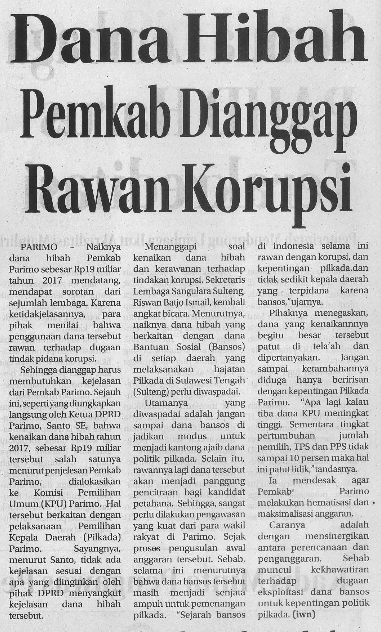 Dana Hibah
Pemkab Dianggap
Rawan Korupsi
PARIMO Naiknya
dana hibah Pemkab
Parimo sebesar Rp19 miliar
tahun 2017 mendatang,
mendapat sorotan dari
sejumlah lembaga. Karena
ketidakjelasannya, para
pihak menilai bahwa
penggunaan dana tersebut
rawan terhadap dugaan
tindak pidana korupsi.
Sehingga dianggap harus
membutuhkan kejelasan
dari Pemkab Parimo. Sejauh
ini, seperti yang diungkapkan
langsung oleh Ketua DPRD
Parimo, Santo SE, bahwa
kenaikan dana hibah tahun
2017, sebesar Rp19 miliar
tersebut salah satunya
menurut penjelesan Pemkab
Parimo, dialokasikan
ke Komisi Pemilihan
Umum (KPU) Parimo. Hal
tersebut berkaitan dengan
pelaksanaan Pemilihan
Kepala Daerah (Pilkada)
Parimo. Sayangnya,
menurut Santo, tidak ada
kejelasan sesuai dengan
apa yang diinginkan oleh
pihak DPRD menyangkut
kejelasan dana hibah
tersebut.
Menanggapi soal
kenaikan dana hibah
dan kerawanan terhadap
tindakan korupsi. Sekretaris
Lembaga Sangulara Sulteng,
Riswan Batjo Ismail, kembali
angkat bicara. Menurutnya,
naiknya dana hibah yang
berkaitan dengan dana
Bantuan Sosial (Bansos)
di setiap daerah yang
melaksanakan hajatan
Pilkada di Sulawesi Tengah
(Sulteng) perlu diwaspadai.
Utamanya yang
diwaspadai adalah jangan
sampai dana bansos di
jadikan modus untuk
menjadi kantong ajaib dana
politik pilkada. Selain itu,
rawannya lagi dana tersebut
akan menjadi panggung
pencitraan bagi kandidat
petahana. Sehingga, sangat
perlu dilakukan pengawasan
yang kuat dari para wakil
rakyat di Parimo. Sejak
proses pengusulan awal
anggaran tersebut. Sebab,
selama ini menurutnya
bahwa dana bansos tersebut
masih menjadi senjata
ampuh untuk pemenangan
pilkada. "Sejarah bansos
di Indonesia selama ini
rawan dengan korupsi, dan
kepentingan pilkada,dan
tidak sedikit kepala daerah
yang terpidana karena
bansos,"ujarnya.
Pihaknya menegaskan,
dana yang kenaikannnya
begitu besar tersebut
patut di tela'ah dan
dipertanyakan. Jangan
sampai ketambahannya
diduga hanya beririsan
dengan kepentingan Pilkada
Parimo. "Apa lagi kalau
tiba dana KPU meningkat
tinggi. Sementara tingkat
pertumbuhan jumlah
pemilih, TPS dan PPS tidak
sampai 10 persen maka hal
ini patut lidik,"tandasnya.
Ia mendesak agar
Pemkab Parimo
melakukan hematisasi dan
maksimalisasi anggaran.
Caranya adalah
dengan mensinergikan
antara perencanaan dan
penganggaran. Sebab
muncul kekhawatiran
terhadap dugaan
eksploitasi dana bansos
untuk kepentingan politik
pilkada. (iwn)